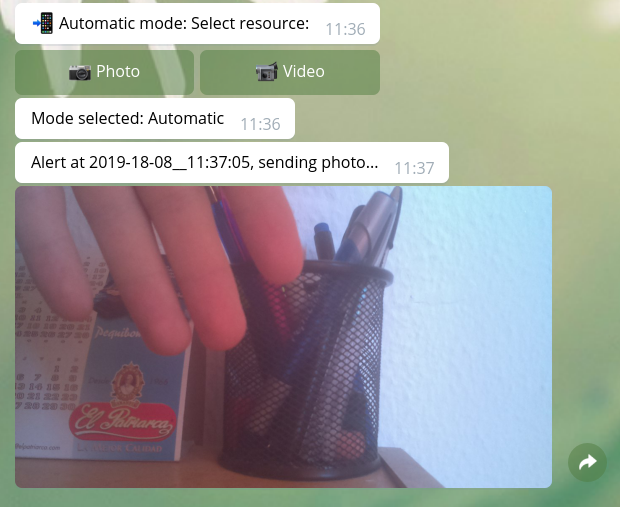 Automatic mode: Select resource:
11:36
Photo
Video
Mode selected: Automatic
11:36
Alert at 2019-18-08__11:37:05, sending photo...
11:37
El Patriarca